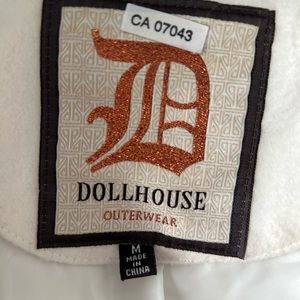 CA 07043
D
DOLLHOUSE
OUTERWEAR
M
MADE
IN
CHINA